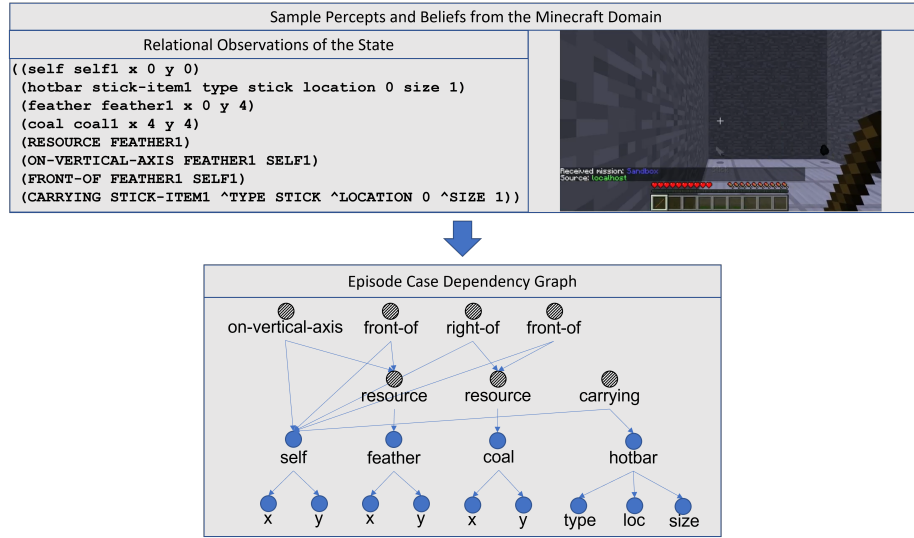 Sample Percepts and Beliefs from the Minecraft Domain
Relational Observations of the State
((self self1 x 0 y 0)
(hotbar stick-item1 type stick location 0 size 1)
(feather feather1 x 0 y 4)
(coal coal1 x 4 y 4)
(RESOURCE FEATHER1)
(ON-VERTICAL-AXIS FEATHER1 SELF1)
(FRONT-OF FEATHER1 SELF1)
(CARRYING STICK-ITEM1 ^TYPE STICK ^LOCATION 0 ^SIZE 1))
Received mission: Sandbox
Source: localhost
Episode Case Dependency Graph
on-vertical-axis front-of right-of front-of
resource resource carrying
self feather coal hotbar
x y x y x y type loc size